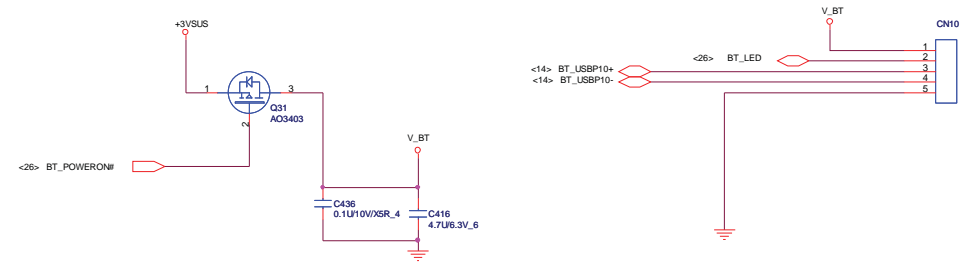 +3VSUS
1
3
2
Q31
AO3403
<26> BT_POWERON#
V_BT
C436
0.1U/10V/X5R_4
C416
4.7U/6.3V_6
V_BT
CN10
<26> BT_LED
<14> BT_USBP10+
<14> BT_USBP10-
1
2
3
4
5